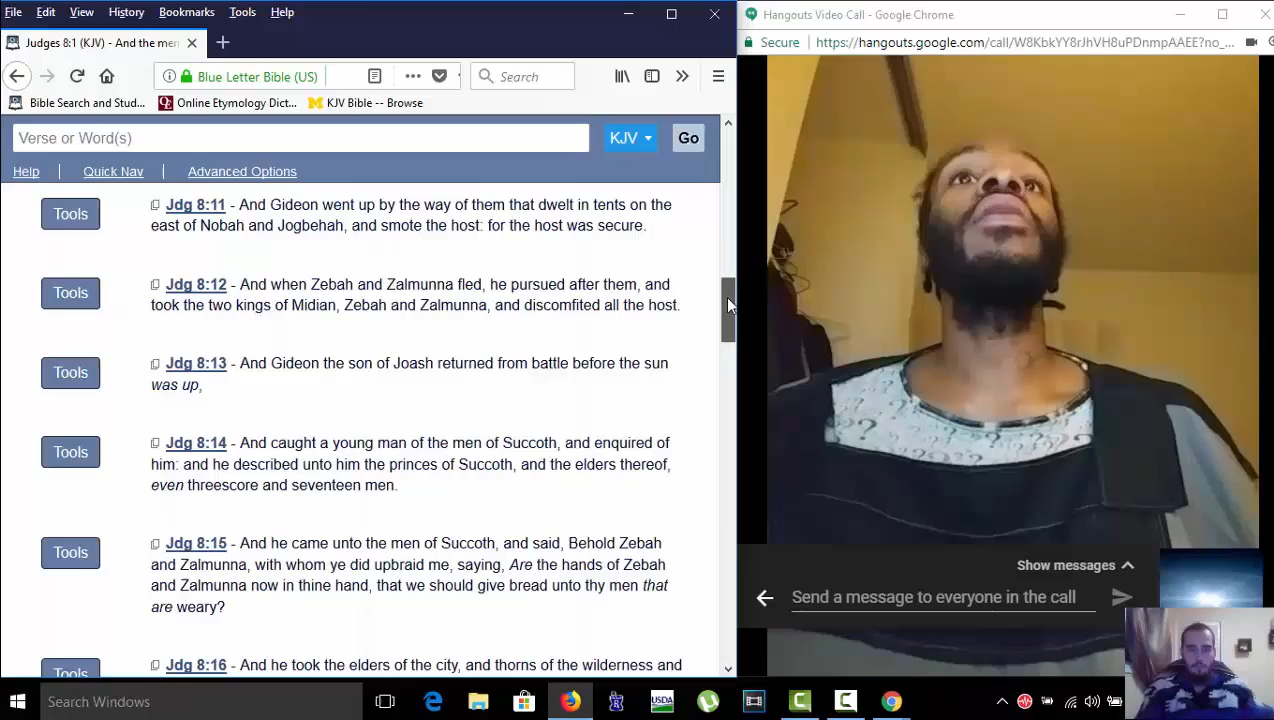 File Edit View History Bookmarks Tools Help
Judges 8:1 (KJV) - And the men
Blue Letter Bible (US)
Search
Bible Search and Stud... Online Etymology Dict... KJV Bible -- Browse
Verse or Word(s) KJV Go
Help Quick Nav Advanced Options
Tools
Jdg 8:11 - And Gideon went up by the way of them that dwelt in tents on the
east of Nobah and Jogbehah, and smote the host: for the host was secure.
Tools
Jdg 8:12 - And when Zebah and Zalmunna fled, he pursued after them, and
took the two kings of Midian, Zebah and Zalmunna, and discomfited all the host.
Tools
Jdg 8:13 - And Gideon the son of Joash returned from battle before the sun
was up,
Tools
Jdg 8:14 - And caught a young man of the men of Succoth, and enquired of
him: and he described unto him the princes of Succoth, and the elders thereof,
even threescore and seventeen men.
Tools
Jdg 8:15 - And he came unto the men of Succoth, and said, Behold Zebah
and Zalmunna, with whom ye did upbraid me, saying, Are the hands of Zebah
and Zalmunna now in thine hand, that we should give bread unto thy men that
are weary?
Tools
Jdg 8:16 - And he took the elders of the city, and thorns of the wilderness and
Hangouts Video Call - Google Chrome
Secure https://hangouts.google.com/call/W8KbkYY8rJhVH8uPDnmpAAEE?no_...
Show messages
Send a message to everyone in the call
Search Windows
USDA